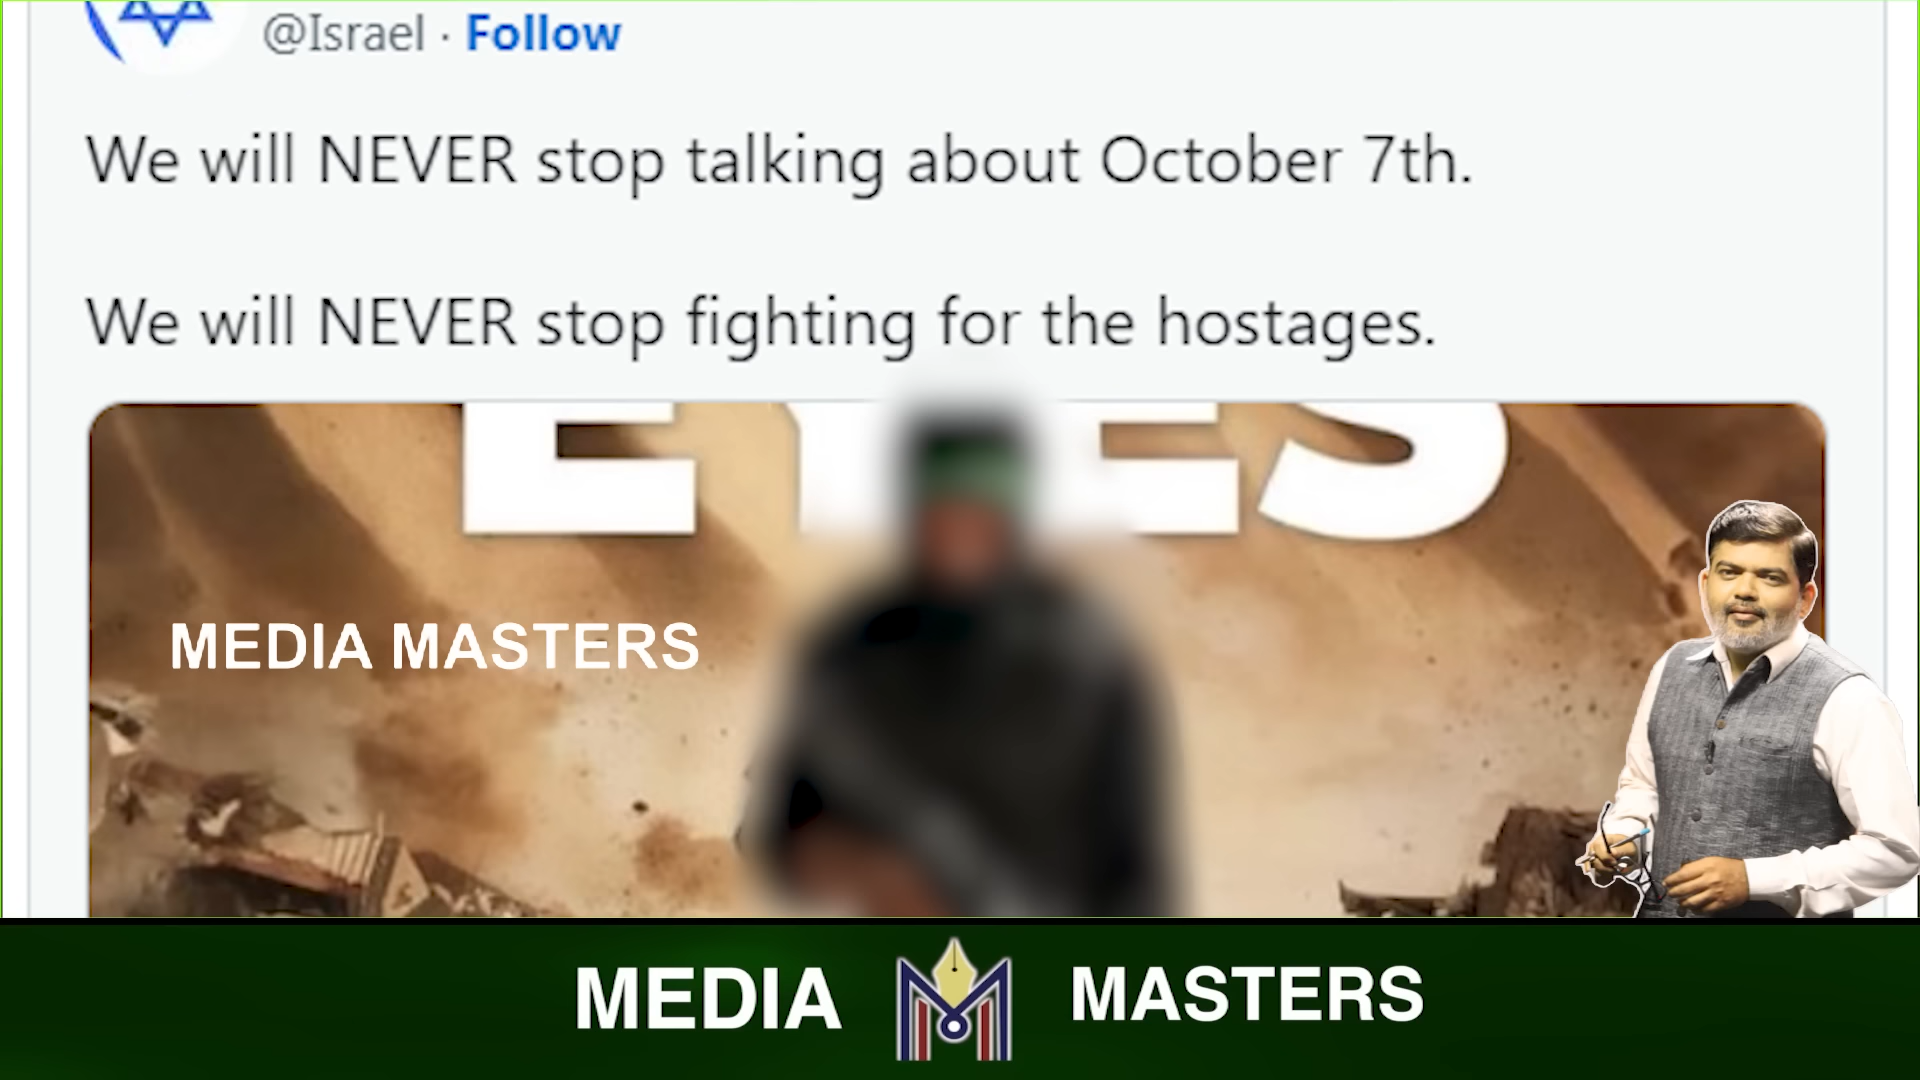 @Israel · Follow
We will NEVER stop talking about October 7th.
We will NEVER stop fighting for the hostages.
EYES
MEDIA MASTERS
MEDIA MASTERS